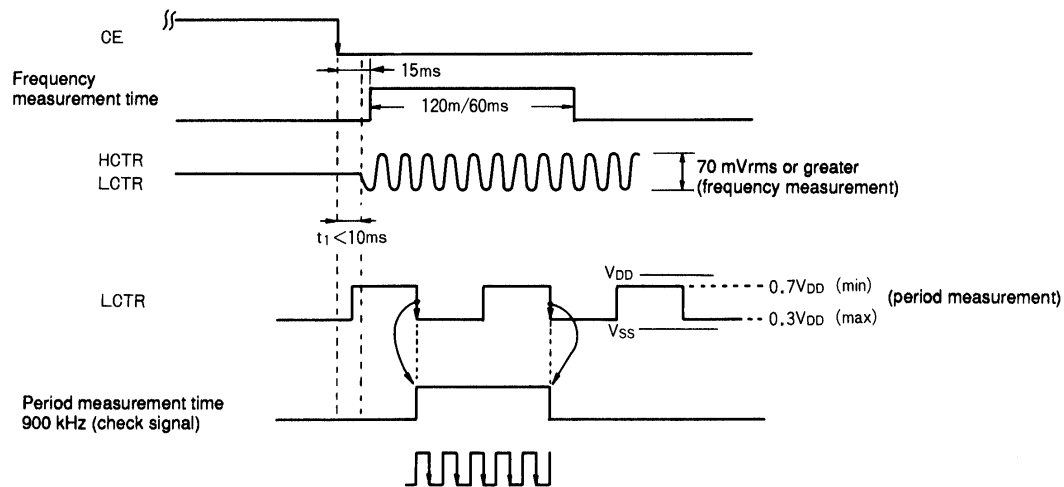 CE
15ms
Frequency
measurement time
120m/60ms
HCTR
LCTR
70 mVrms or greater
(frequency measurement)
t1<10ms
LCTR
VDD
0.7VDD (min)
(period measurement)
0.3VDD (max)
VSS
Period measurement time
900 kHz (check signal)